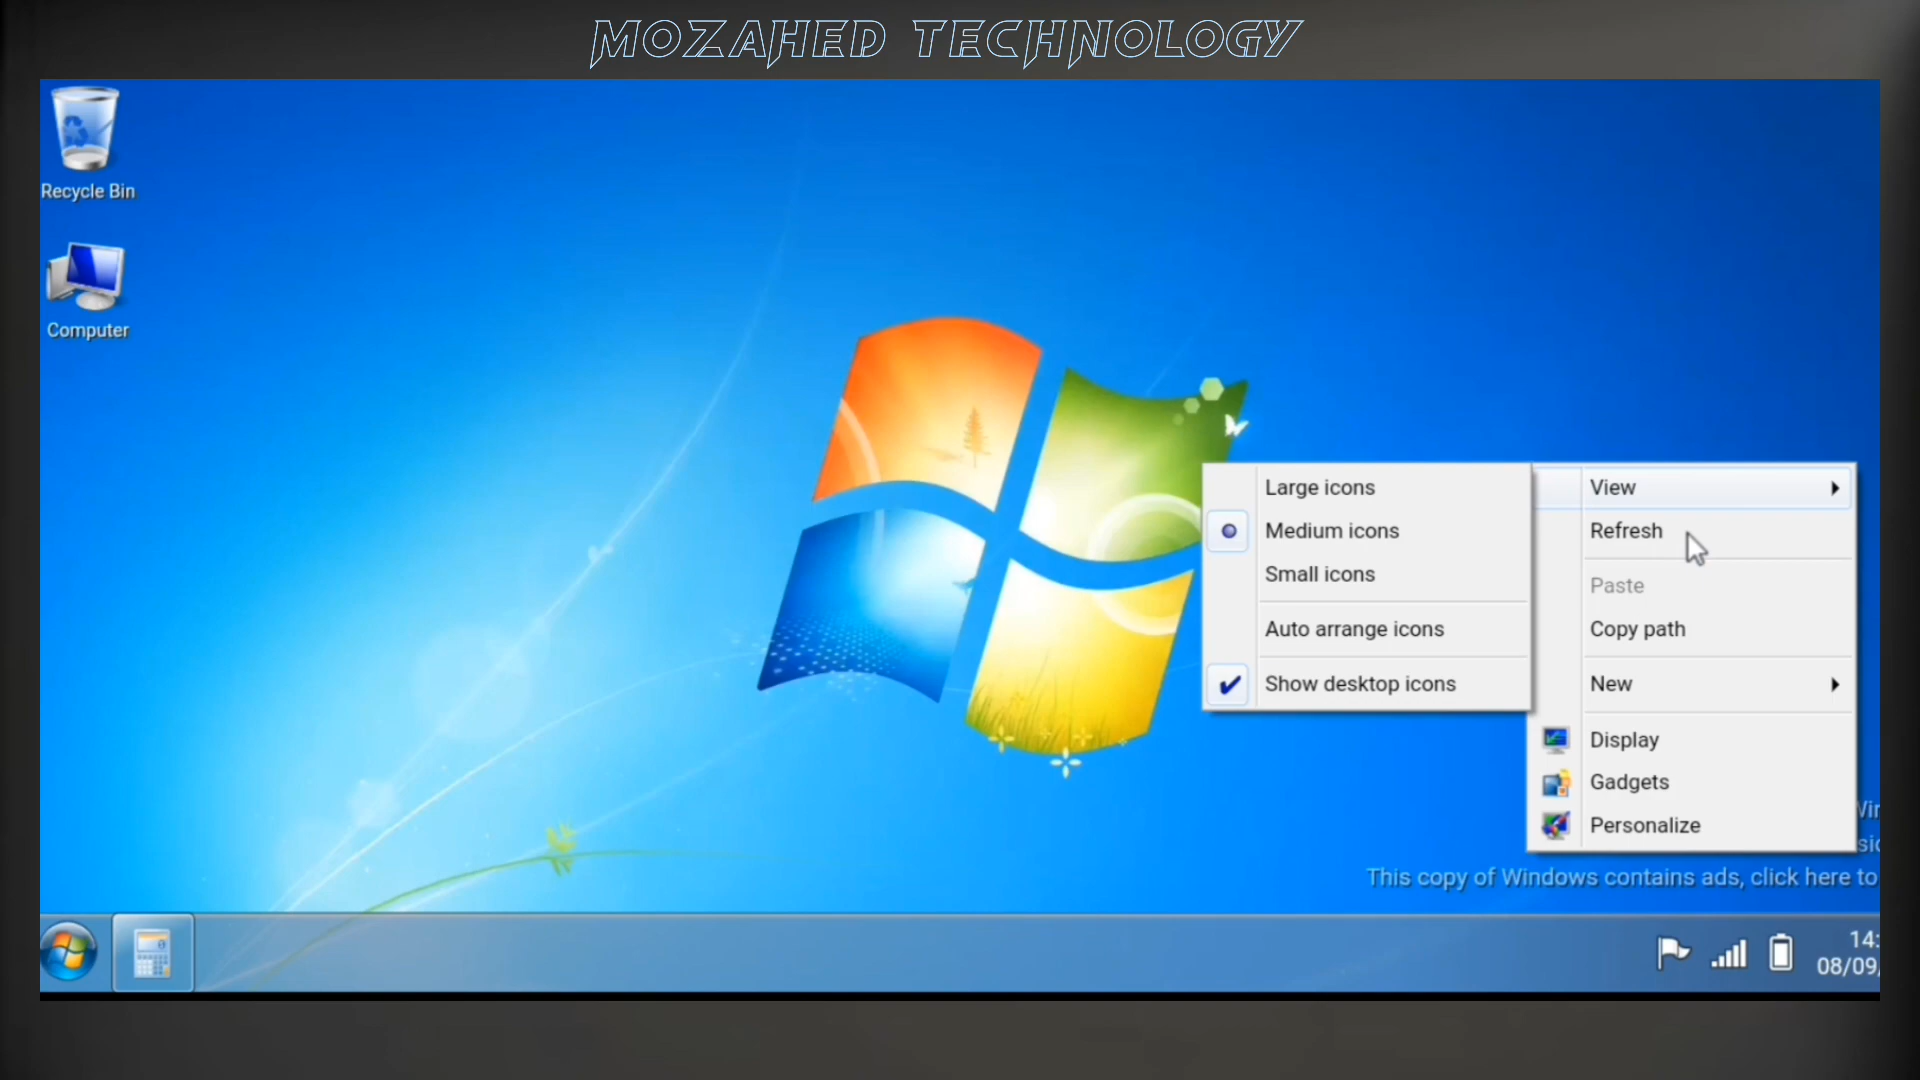 MOZAHED TECHNOLOGY
Recycle Bin
Computer
Large icons
Medium icons
Small icons
Auto arrange icons
Show desktop icons
View
Refresh
Paste
Copy path
New
Display
Gadgets
Personalize
This copy of Windows contains ads, click here to
14:
08/09/